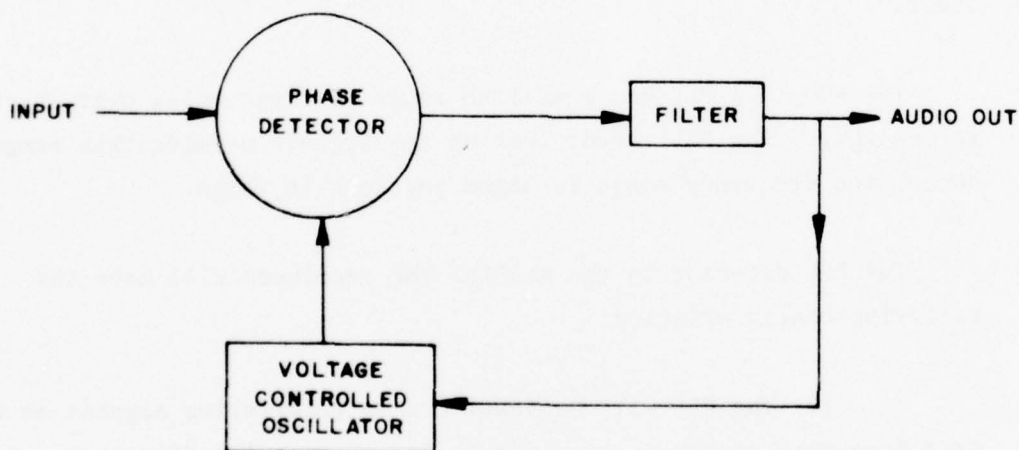 INPUT
PHASE
DETECTOR
FILTER
AUDIO OUT
VOLTAGE
CONTROLLED
OSCILLATOR